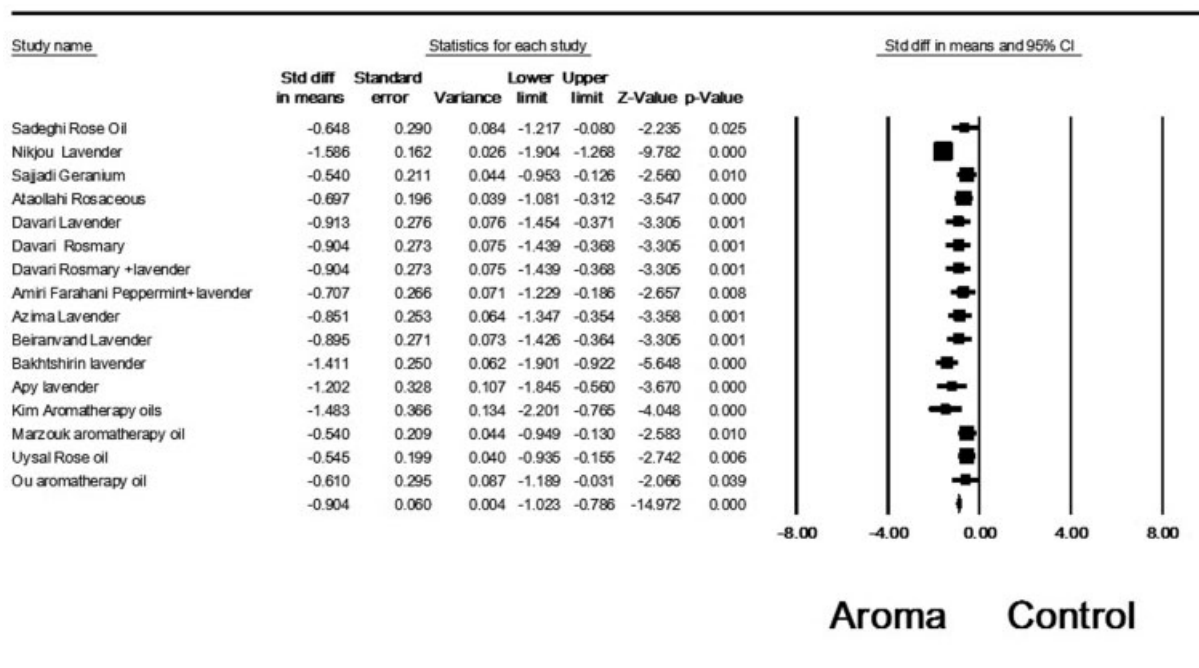 Study name Statistics for each study Std diff in means and 95% CI
Std diff Standard Lower Upper
in means error Variance limit limit Z-Value p-Value
Sadeghi Rose Oil -0.648 0.290 0.084 -1.217 -0.080 -2.235 0.025
Nikjou Lavender -1.586 0.162 0.026 -1.904 -1.268 -9.782 0.000
Sajjadi Geranium -0.540 0.211 0.044 -0.953 -0.126 -2.560 0.010
Ataollahi Rosaceous -0.697 0.196 0.039 -1.081 -0.312 -3.547 0.000
Davari Lavender -0.913 0.276 0.076 -1.454 -0.371 -3.305 0.001
Davari Rosmary -0.904 0.273 0.075 -1.439 -0.368 -3.305 0.001
Davari Rosmary +lavender -0.904 0.273 0.075 -1.439 -0.368 -3.305 0.001
Amiri Farahani Peppermint+lavender -0.707 0.266 0.071 -1.229 -0.186 -2.657 0.008
Azima Lavender -0.851 0.253 0.064 -1.347 -0.354 -3.358 0.001
Beiranvand Lavender -0.895 0.271 0.073 -1.426 -0.364 -3.305 0.001
Bakhtshirin lavender -1.411 0.250 0.062 -1.901 -0.922 -5.648 0.000
Apy lavender -1.202 0.328 0.107 -1.845 -0.560 -3.670 0.000
Kim Aromatherapy oils -1.483 0.366 0.134 -2.201 -0.765 -4.048 0.000
Marzouk aromatherapy oil -0.540 0.209 0.044 -0.949 -0.130 -2.583 0.010
Uysal Rose oil -0.545 0.199 0.040 -0.935 -0.155 -2.742 0.006
Ou aromatherapy oil -0.610 0.295 0.087 -1.189 -0.031 -2.066 0.039
-0.904 0.060 0.004 -1.023 -0.786 -14.972 0.000
-8.00 -4.00 0.00 4.00 8.00
Aroma Control